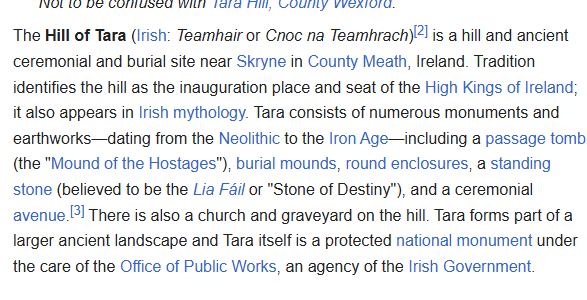 Not to be confused with Tara Hill, County Wexford.
The Hill of Tara (Irish: Teamhair or Cnoc na Teamhrach)[2] is a hill and ancient
ceremonial and burial site near Skryne in County Meath, Ireland. Tradition
identifies the hill as the inauguration place and seat of the High Kings of Ireland;
it also appears in Irish mythology. Tara consists of numerous monuments and
earthworks—dating from the Neolithic to the Iron Age—including a passage tomb
(the "Mound of the Hostages"), burial mounds, round enclosures, a standing
stone (believed to be the Lia Fáil or "Stone of Destiny"), and a ceremonial
avenue.[3] There is also a church and graveyard on the hill. Tara forms part of a
larger ancient landscape and Tara itself is a protected national monument under
the care of the Office of Public Works, an agency of the Irish Government.